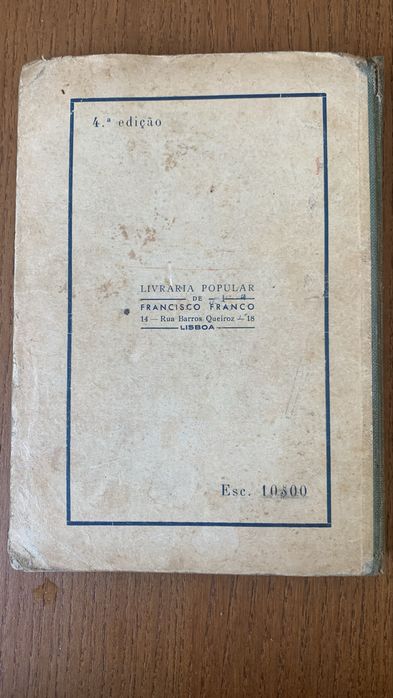 4.ª edição
LIVRARIA POPULAR
DE
FRANCISCO FRANCO
14 — Rua Barros Queiroz — 18
LISBOA
Esc. 10$00